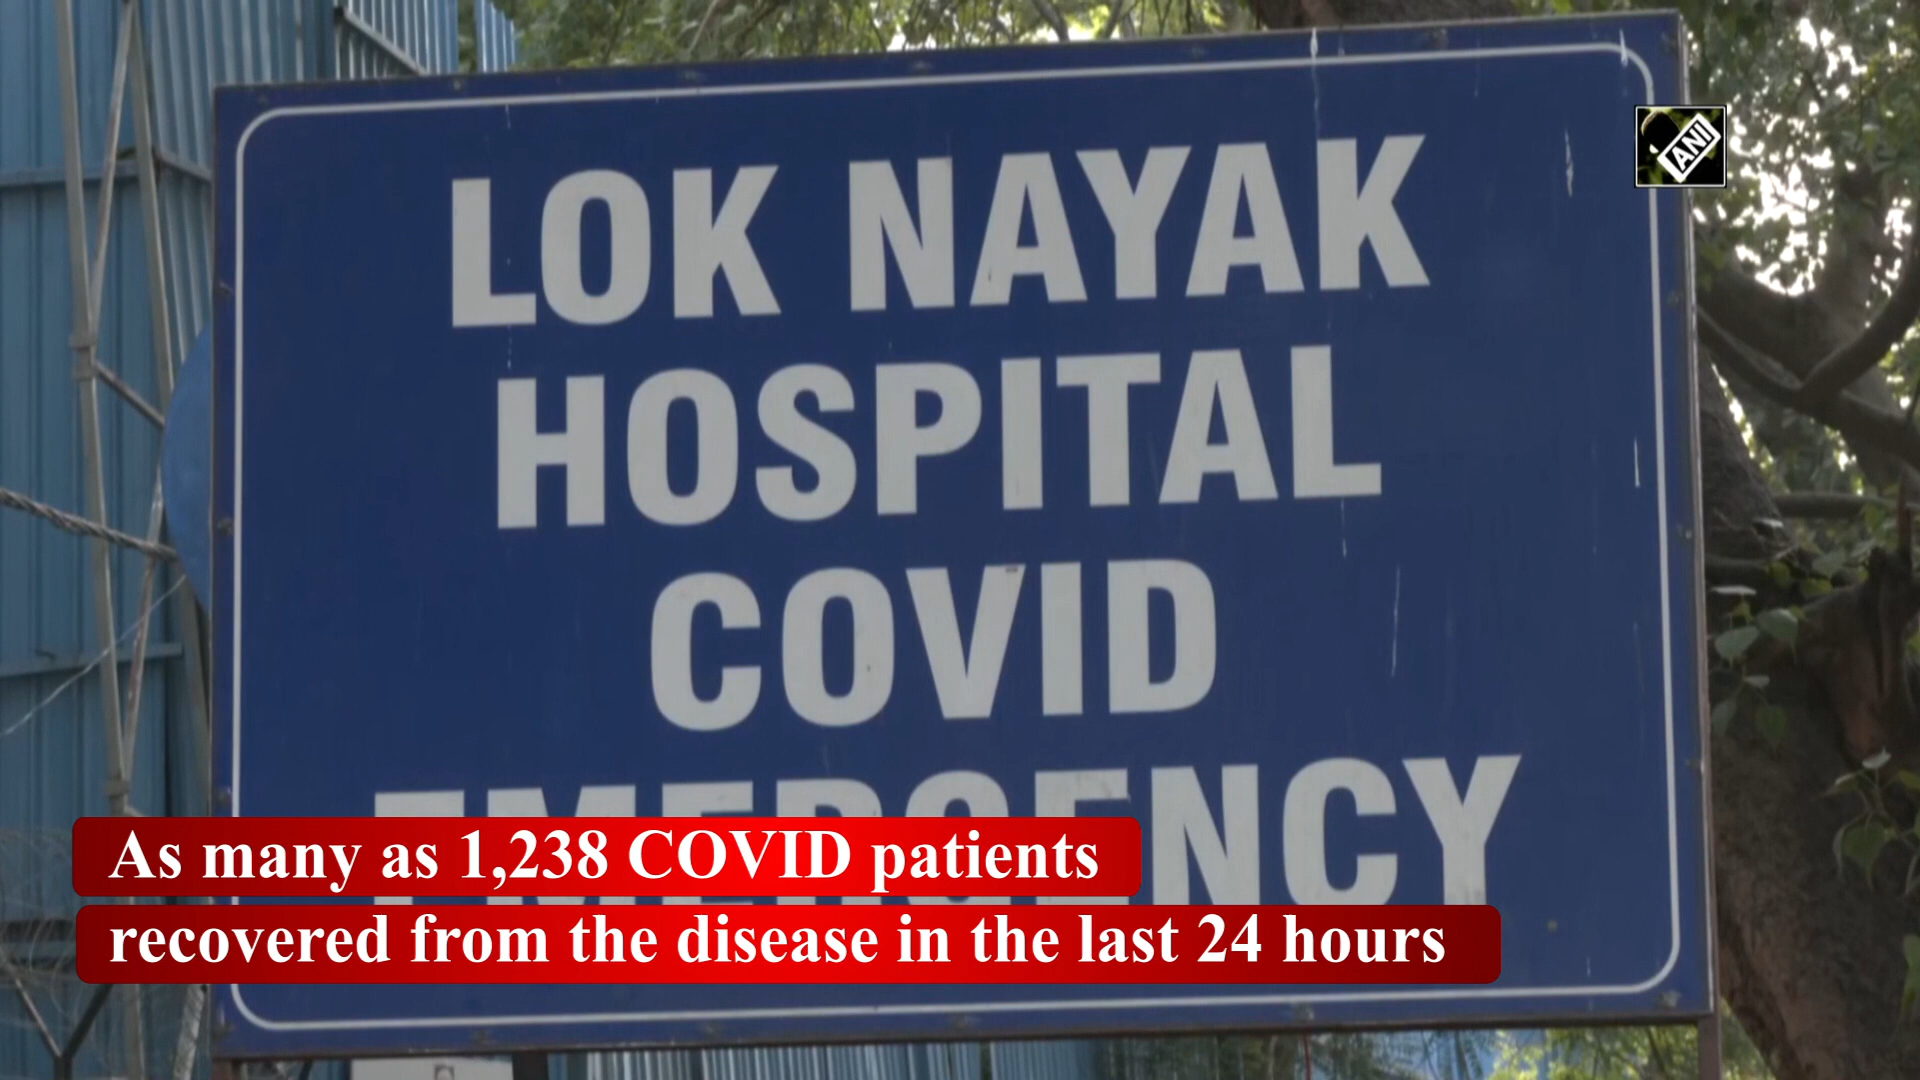 LOK NAYAK
HOSPITAL
COVID
EMERGENCY
ANI
As many as 1,238 COVID patients
recovered from the disease in the last 24 hours